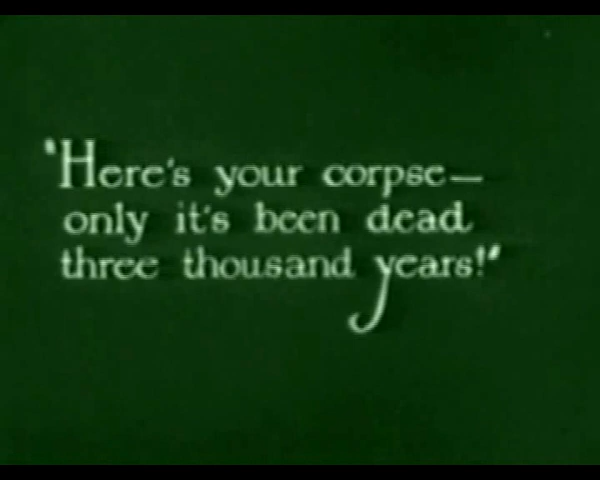 "Here's your corpse—
only it's been dead
three thousand years!"